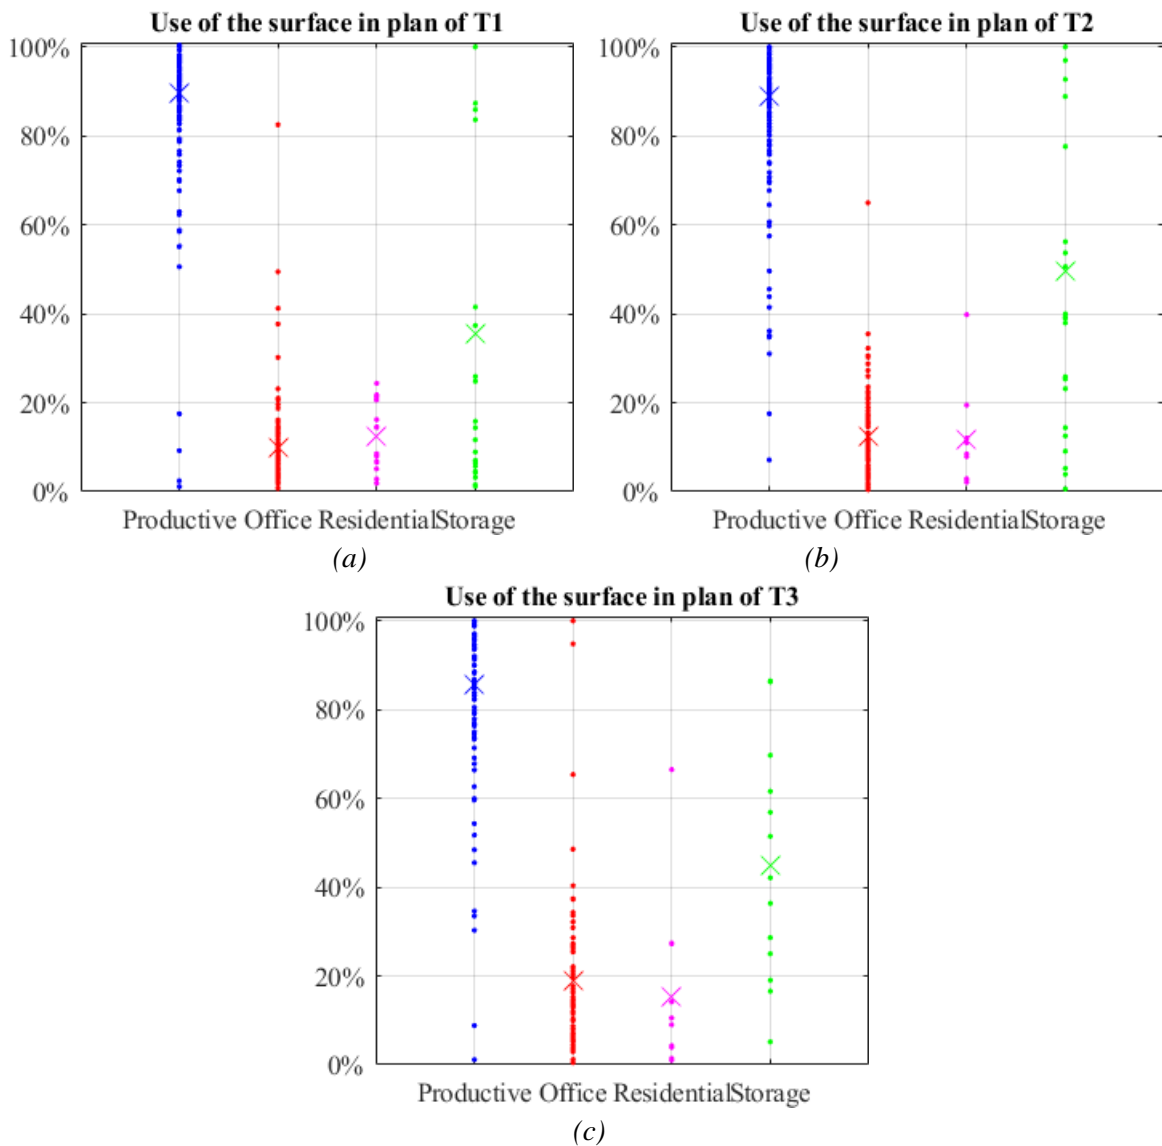 Use of the surface in plan of T1
100%
80%
60%
40%
20%
0%
Productive Office ResidentialStorage
(a)
Use of the surface in plan of T2
100%
80%
60%
40%
20%
0%
Productive Office ResidentialStorage
(b)
Use of the surface in plan of T3
100%
80%
60%
40%
20%
0%
Productive Office ResidentialStorage
(c)